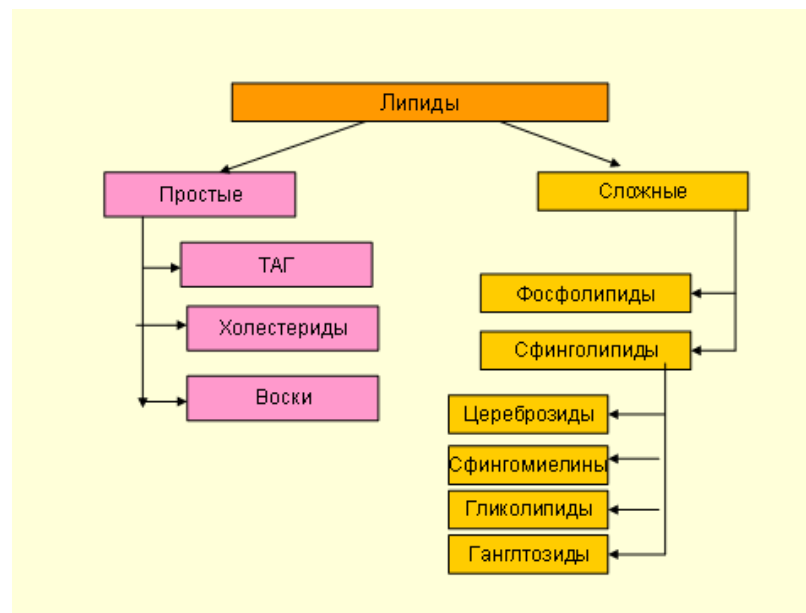 Липиды
Простые
Сложные
ТАГ
Холестериды
Воски
Фосфолипиды
Сфинголипиды
Цереброзиды
Сфингомиелины
Гликолипиды
Ганглтозиды